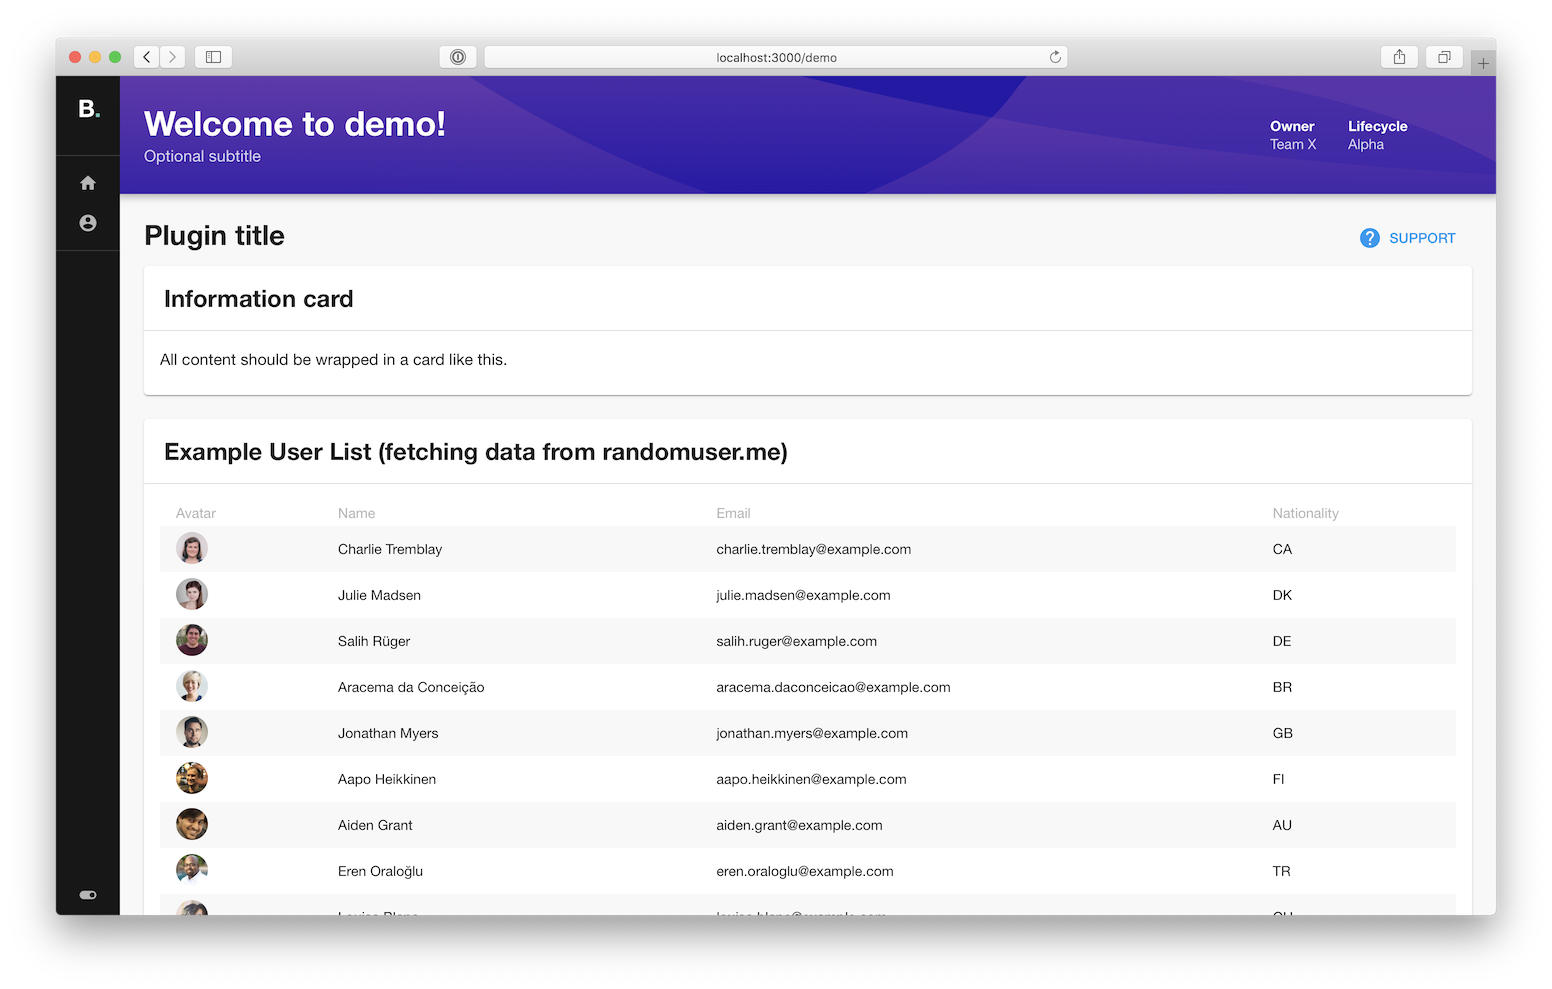 localhost:3000/demo
B.
Welcome to demo!
Optional subtitle
Owner
Team X
Lifecycle
Alpha
Plugin title
? SUPPORT
Information card
All content should be wrapped in a card like this.
Example User List (fetching data from randomuser.me)
Avatar Name Email Nationality
Charlie Tremblay charlie.tremblay@example.com CA
Julie Madsen julie.madsen@example.com DK
Salih Rüger salih.ruger@example.com DE
Aracema da Conceição aracema.daconceicao@example.com BR
Jonathan Myers jonathan.myers@example.com GB
Aapo Heikkinen aapo.heikkinen@example.com FI
Aiden Grant aiden.grant@example.com AU
Eren Oraloğlu eren.oraloglu@example.com TR